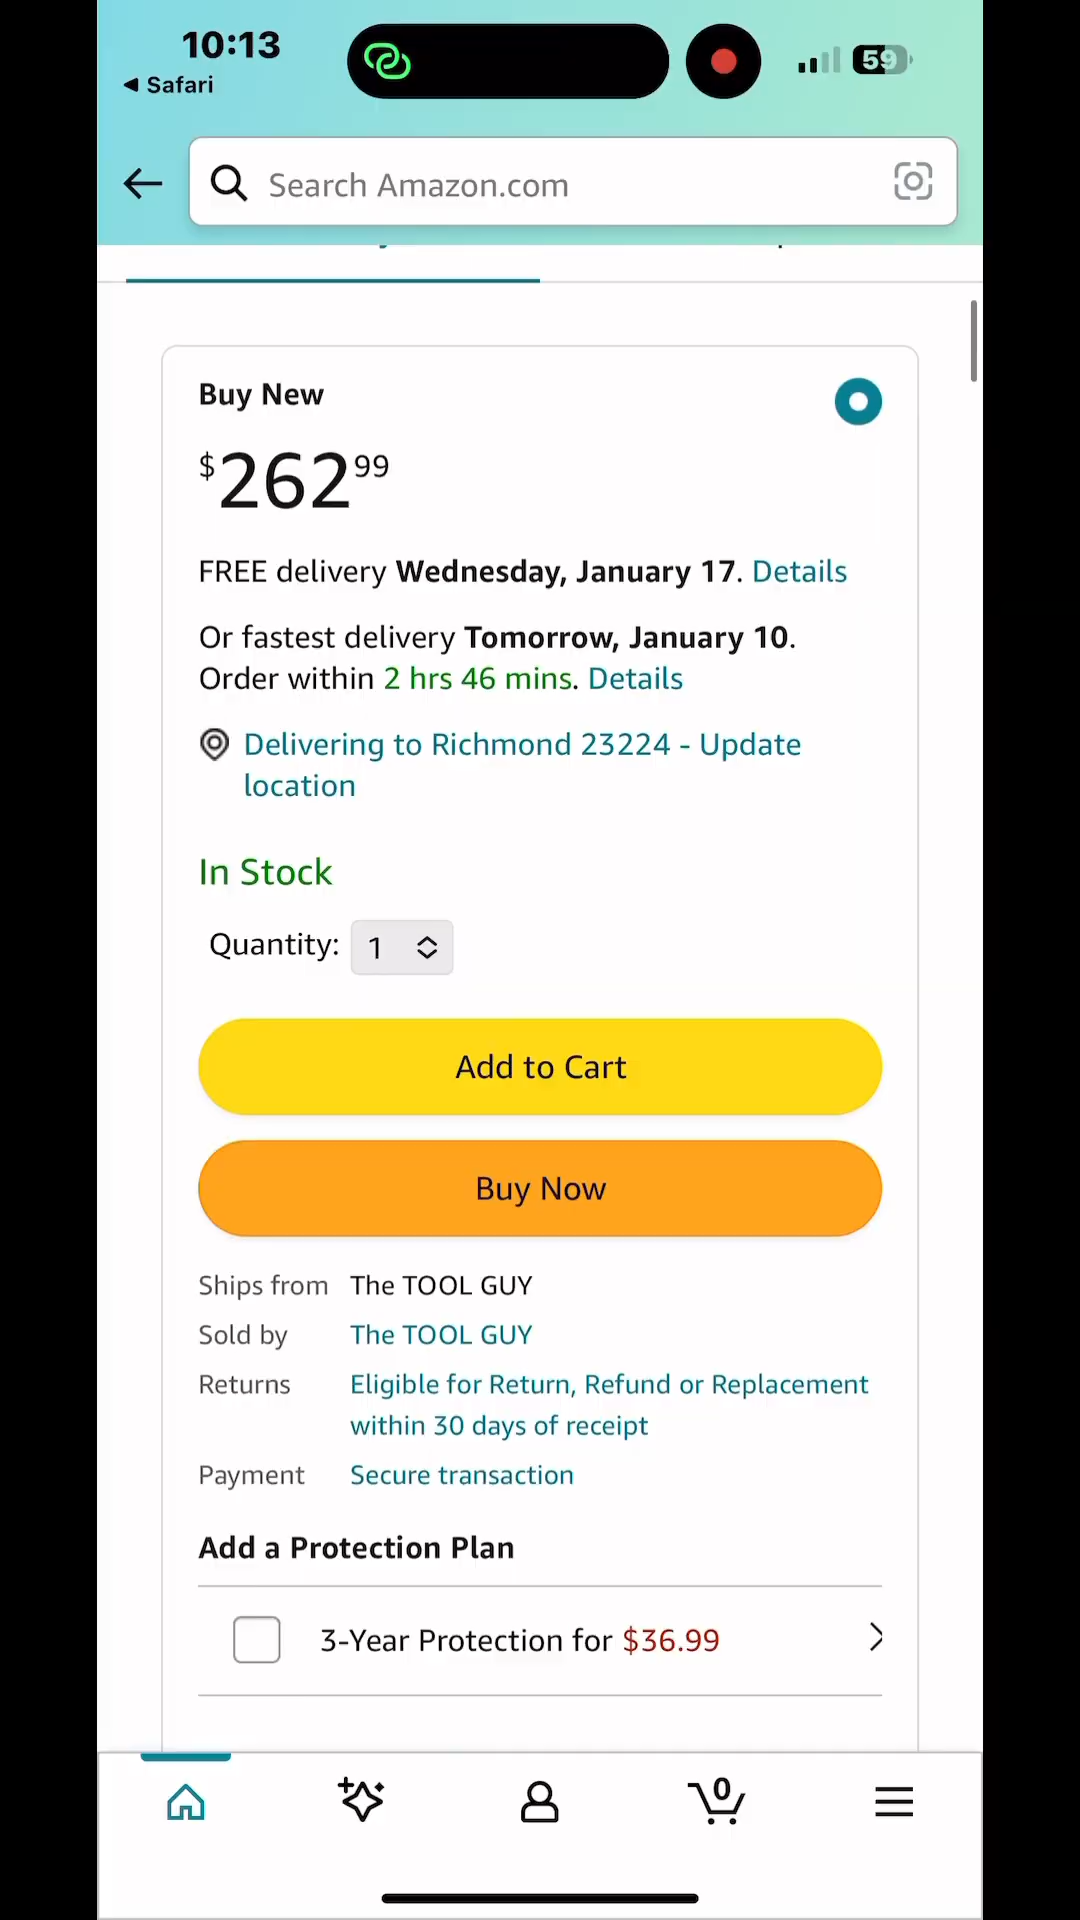 10:13
59
◀ Safari
Search Amazon.com
Buy New
$262 99
FREE delivery Wednesday, January 17. Details
Or fastest delivery Tomorrow, January 10.
Order within 2 hrs 46 mins. Details
Delivering to Richmond 23224 - Update
location
In Stock
Quantity: 1
Add to Cart
Buy Now
Ships from The TOOL GUY
Sold by The TOOL GUY
Returns Eligible for Return, Refund or Replacement
within 30 days of receipt
Payment Secure transaction
Add a Protection Plan
3-Year Protection for $36.99
0